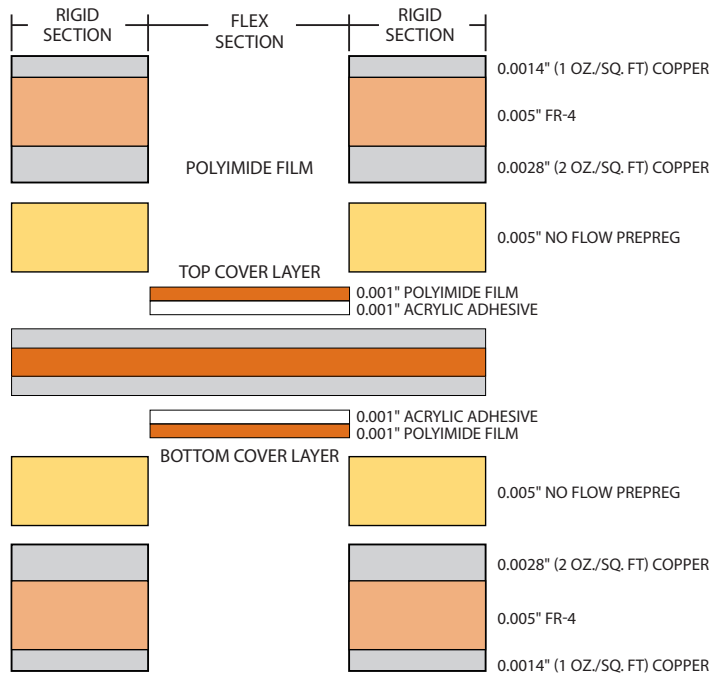 RIGID
SECTION
FLEX
SECTION
RIGID
SECTION
0.0014" (1 OZ./SQ. FT) COPPER
0.005" FR-4
POLYIMIDE FILM
0.0028" (2 OZ./SQ. FT) COPPER
0.005" NO FLOW PREPREG
TOP COVER LAYER
0.001" POLYIMIDE FILM
0.001" ACRYLIC ADHESIVE
0.001" ACRYLIC ADHESIVE
0.001" POLYIMIDE FILM
BOTTOM COVER LAYER
0.005" NO FLOW PREPREG
0.0028" (2 OZ./SQ. FT) COPPER
0.005" FR-4
0.0014" (1 OZ./SQ. FT) COPPER